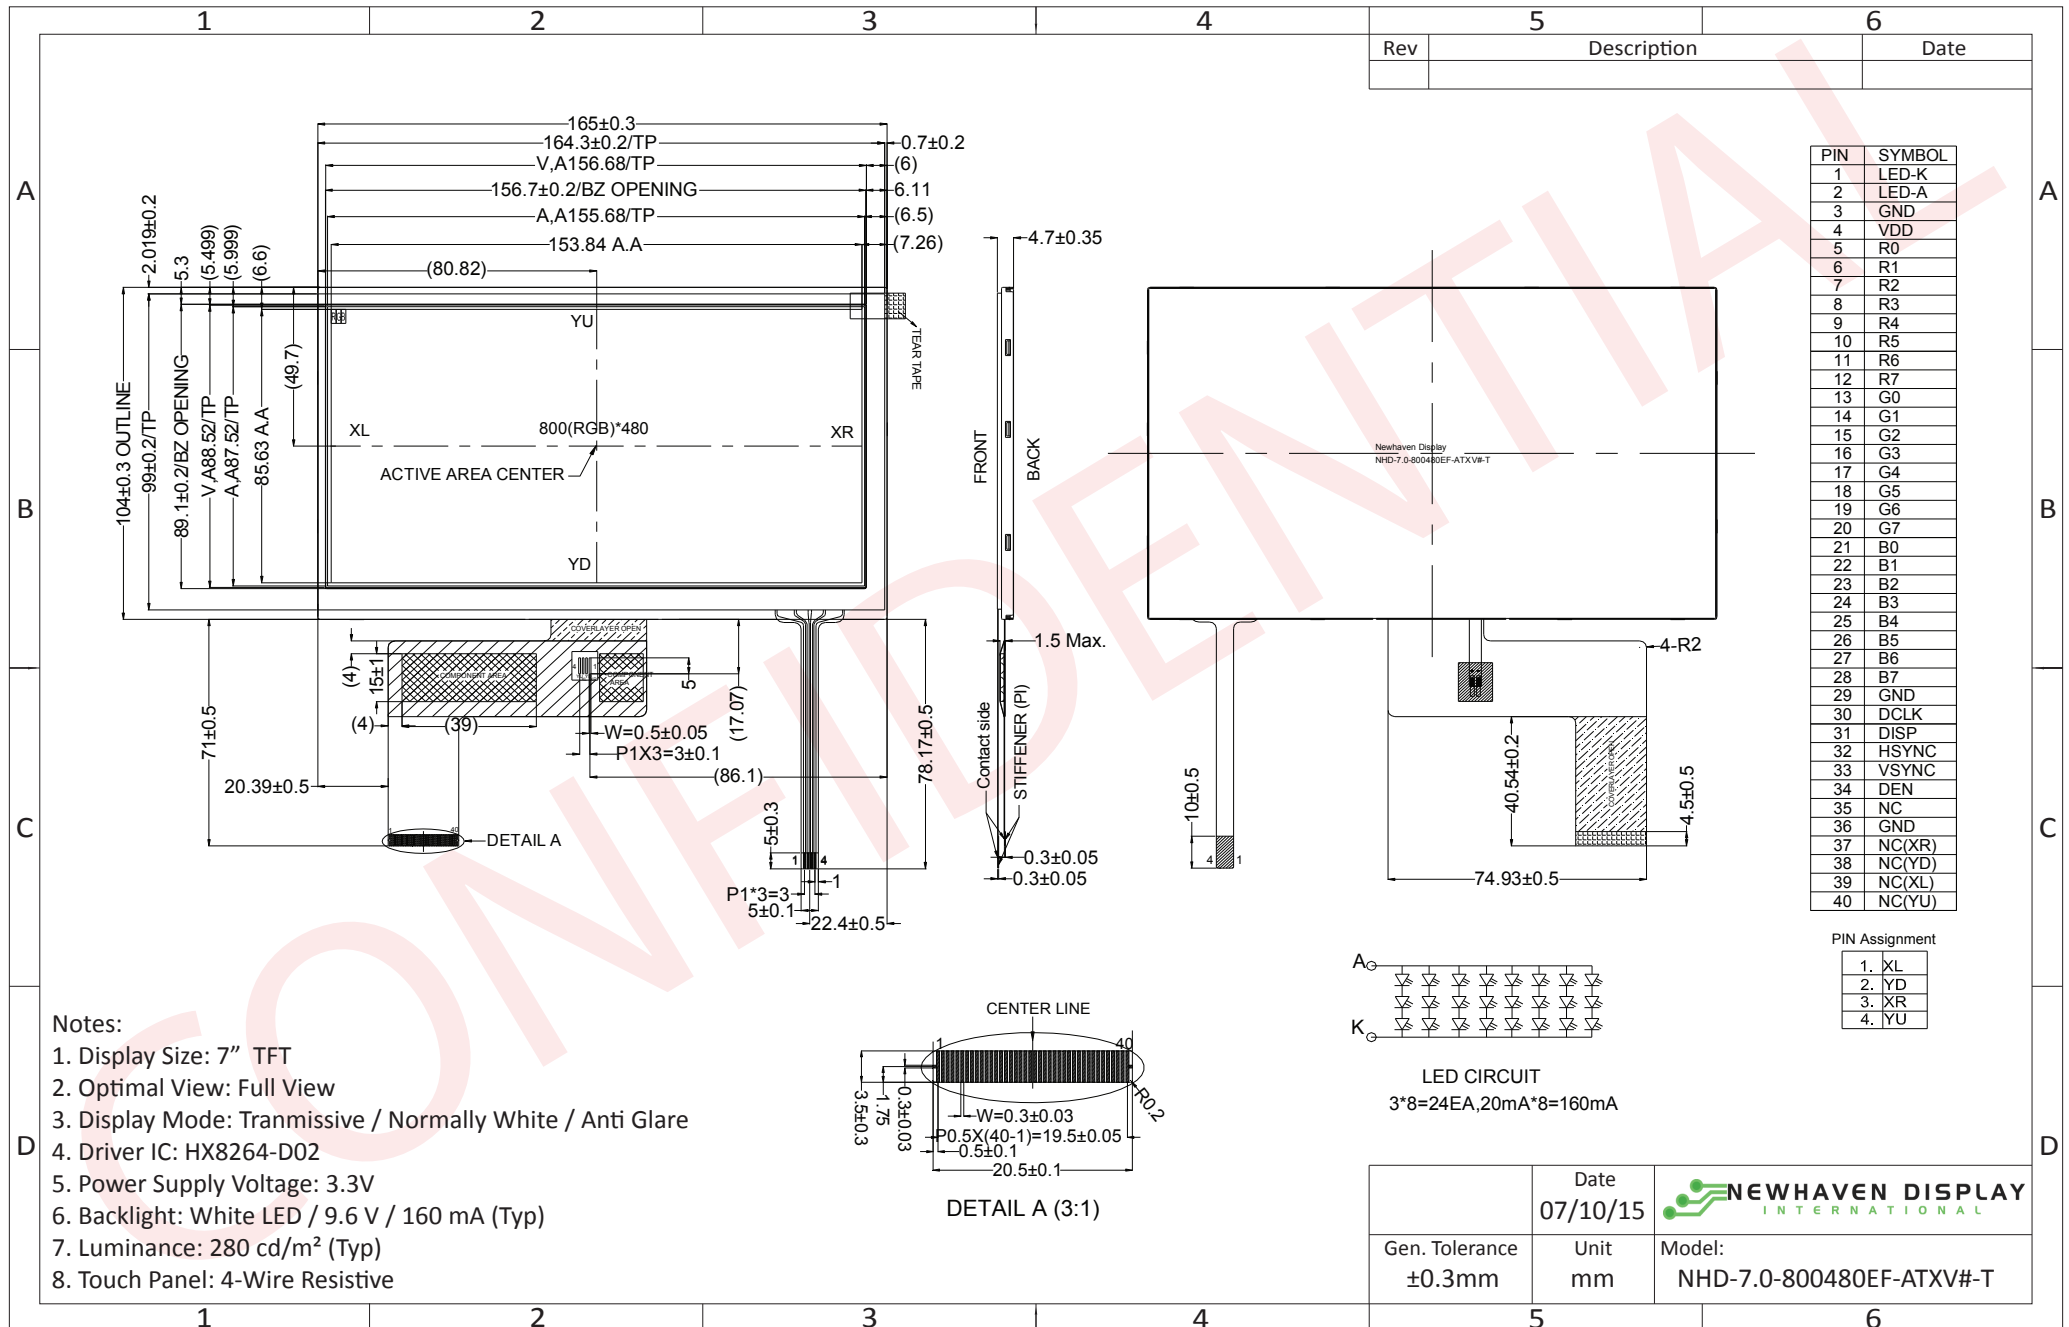 1 2 3 4 5 6
Rev Description Date
A
B
C
D
165±0.3
164.3±0.2/TP
0.7±0.2
V,A156.68/TP
(6)
156.7±0.2/BZ OPENING
6.11
A,A155.68/TP
(6.5)
153.84 A.A
(7.26)
(80.82)
2.019±0.2
5.3
(5.499)
(5.999)
(6.6)
(49.7)
104±0.3 OUTLINE
99±0.2/TP
89.1±0.2/BZ OPENING
V,A88.52/TP
A,A87.52/TP
85.63 A.A
YU
XL
800(RGB)*480
XR
ACTIVE AREA CENTER
YD
TEAR TAPE
COVERLAYER OPEN
COMPONENT AREA
COMPONENT
AREA
4 1
(4)
15±1
(4)
(39)
5
(17.07)
71±0.5
W=0.5±0.05
P1X3=3±0.1
(86.1)
78.17±0.5
20.39±0.5
1 40
DETAIL A
5±0.3
1 4
P1*3=3
1
5±0.1
22.4±0.5
4.7±0.35
FRONT
BACK
1.5 Max.
Contact side
STIFFENER (PI)
0.3±0.05
0.3±0.05
Newhaven Display
NHD-7.0-800480EF-ATXV#-T
4-R2
10±0.5
4 1
40.54±0.2
COVERLAYER OPEN
4.5±0.5
74.93±0.5
PIN SYMBOL
1 LED-K
2 LED-A
3 GND
4 VDD
5 R0
6 R1
7 R2
8 R3
9 R4
10 R5
11 R6
12 R7
13 G0
14 G1
15 G2
16 G3
17 G4
18 G5
19 G6
20 G7
21 B0
22 B1
23 B2
24 B3
25 B4
26 B5
27 B6
28 B7
29 GND
30 DCLK
31 DISP
32 HSYNC
33 VSYNC
34 DEN
35 NC
36 GND
37 NC(XR)
38 NC(YD)
39 NC(XL)
40 NC(YU)
PIN Assignment
1. XL
2. YD
3. XR
4. YU
A
K
LED CIRCUIT
3*8=24EA,20mA*8=160mA
CENTER LINE
1 40
3.5±0.3
1.75
0.3±0.03
W=0.3±0.03
R0.2
P0.5X(40-1)=19.5±0.05
0.5±0.1
20.5±0.1
DETAIL A (3:1)
Notes:
1. Display Size: 7” TFT
2. Optimal View: Full View
3. Display Mode: Tranmissive / Normally White / Anti Glare
4. Driver IC: HX8264-D02
5. Power Supply Voltage: 3.3V
6. Backlight: White LED / 9.6 V / 160 mA (Typ)
7. Luminance: 280 cd/m² (Typ)
8. Touch Panel: 4-Wire Resistive
CONFIDENTIAL
Date
07/10/15
NEWHAVEN DISPLAY
INTERNATIONAL
Gen. Tolerance
±0.3mm
Unit
mm
Model:
NHD-7.0-800480EF-ATXV#-T
A
B
C
D
1 2 3 4 5 6